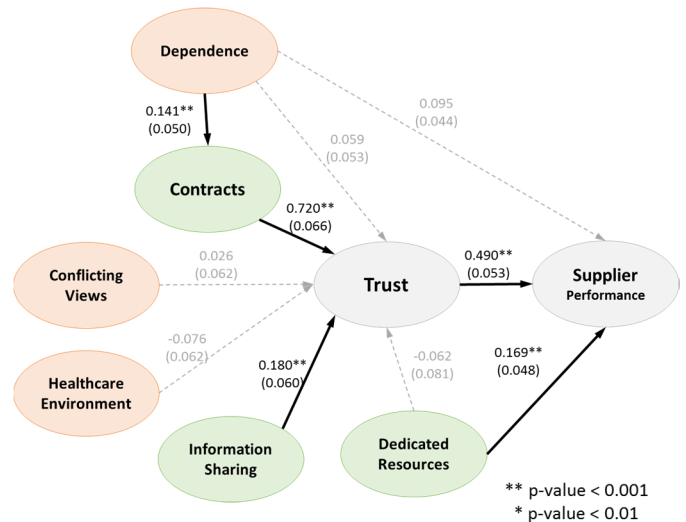 Dependence
0.141**
(0.050)
0.095
(0.044)
0.059
(0.053)
Contracts
0.720**
(0.066)
Conflicting
Views
0.026
(0.062)
Trust
0.490**
(0.053)
Supplier
Performance
-0.076
(0.062)
Healthcare
Environment
0.180**
(0.060)
-0.062
(0.081)
0.169**
(0.048)
Information
Sharing
Dedicated
Resources
** p-value < 0.001
* p-value < 0.01